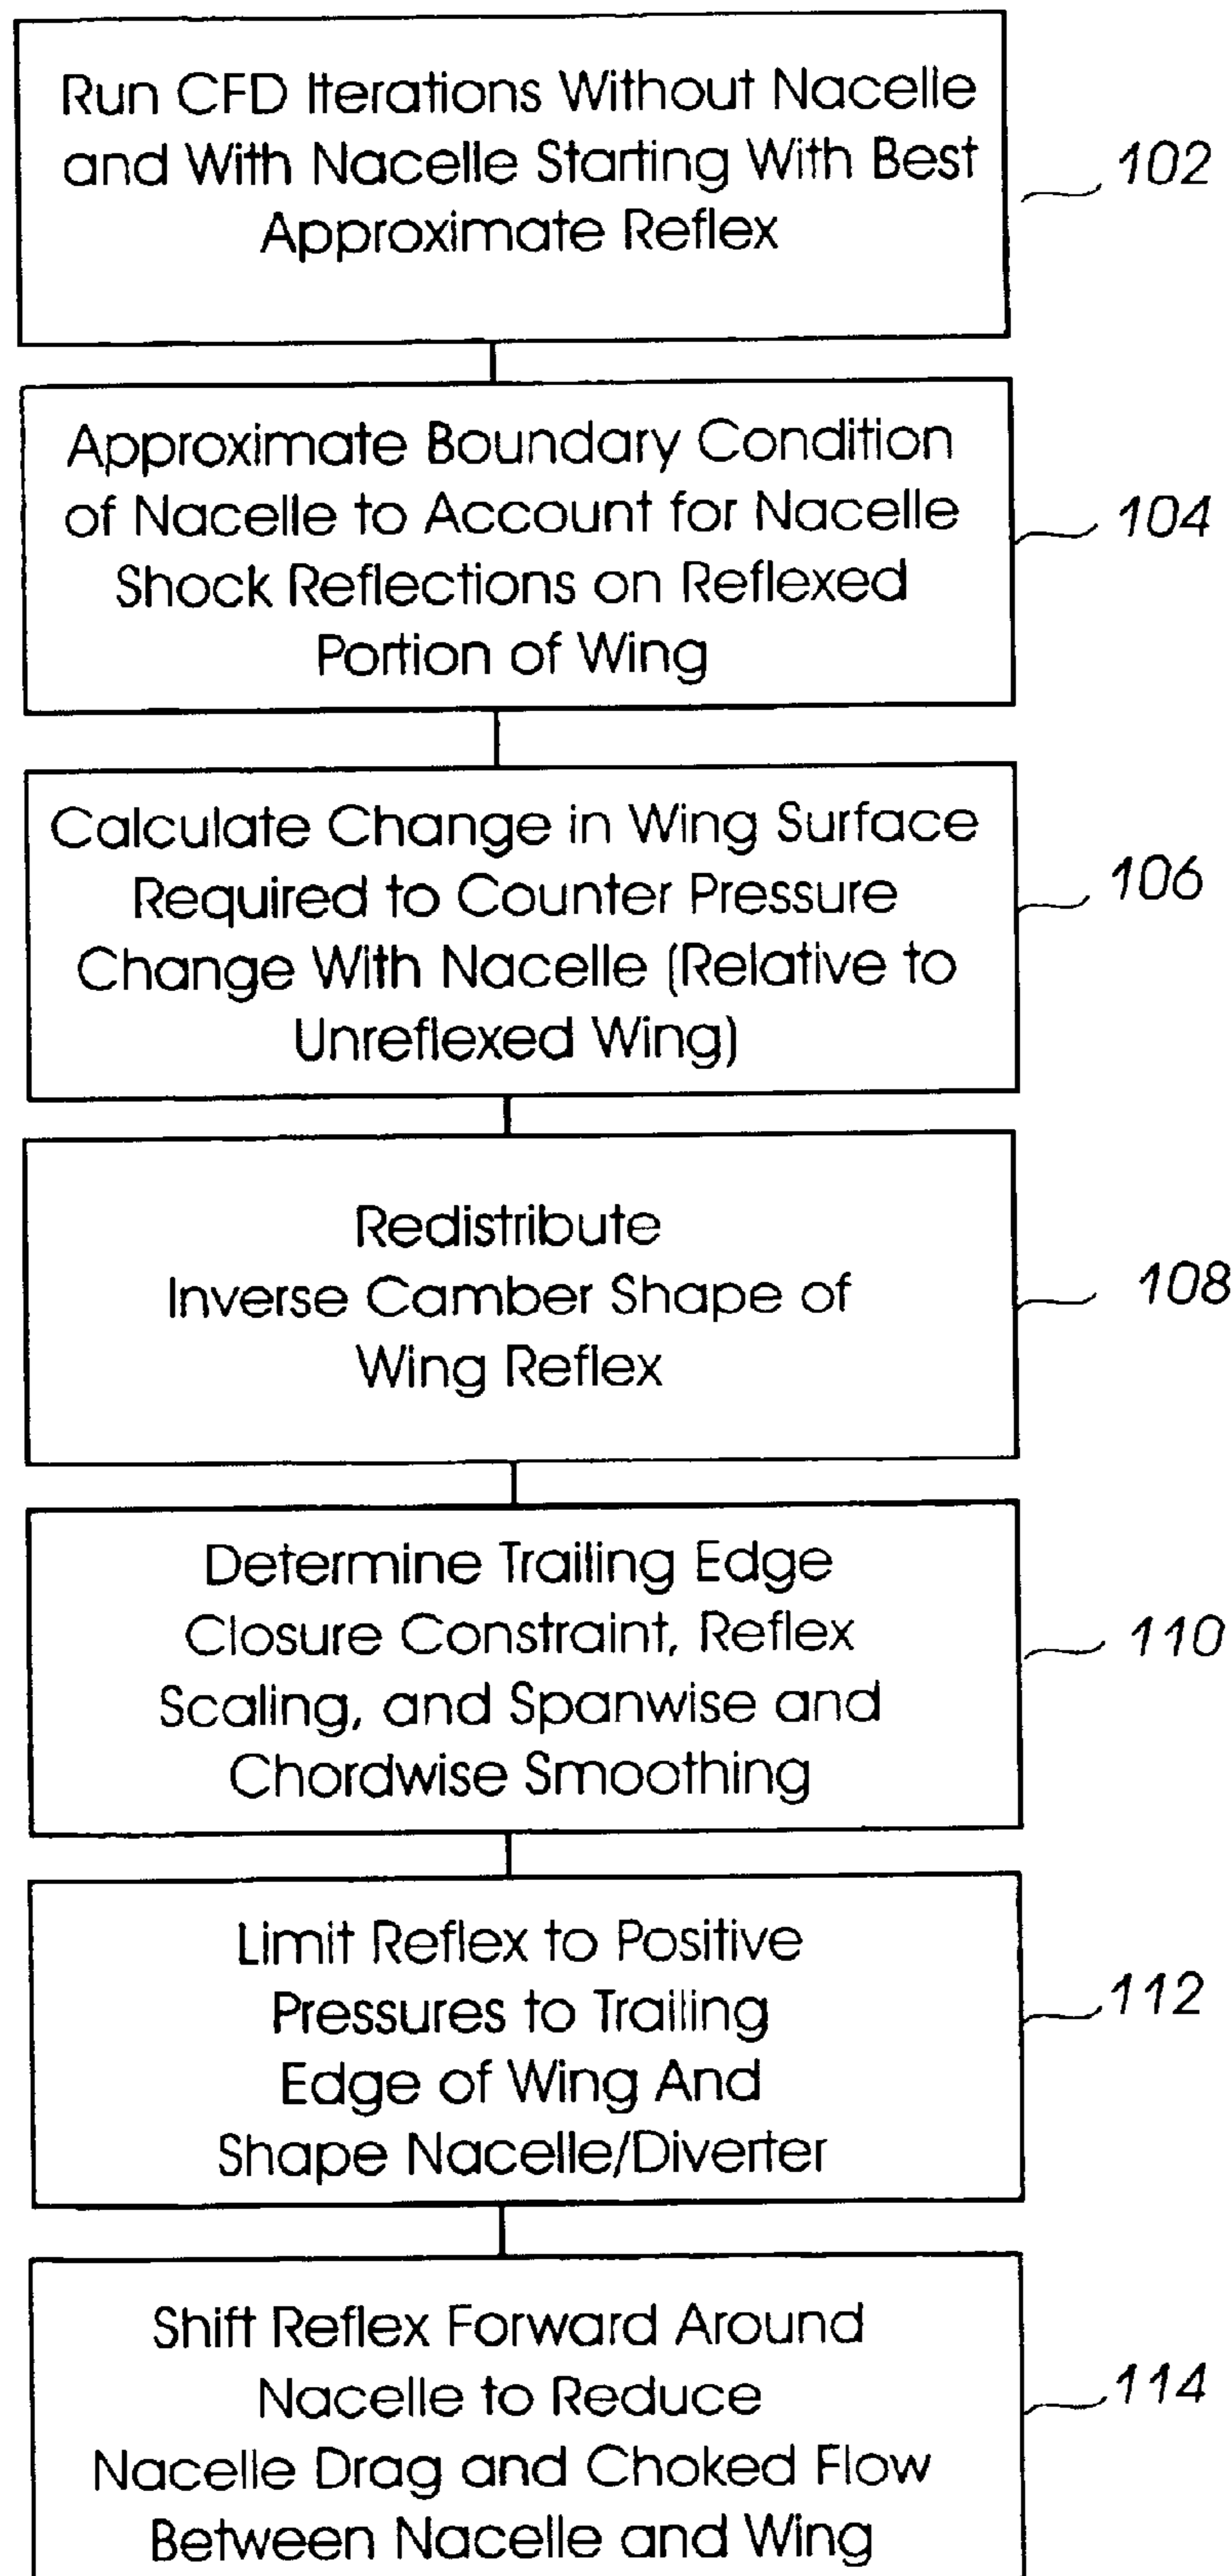 Run CFD Iterations Without Nacelle
and With Nacelle Starting With Best
Approximate Reflex
102
Approximate Boundary Condition
of Nacelle to Account for Nacelle
Shock Reflections on Reflexed
Portion of Wing
104
Calculate Change in Wing Surface
Required to Counter Pressure
Change With Nacelle (Relative to
Unreflexed Wing)
106
Redistribute
Inverse Camber Shape of
Wing Reflex
108
Determine Trailing Edge
Closure Constraint, Reflex
Scaling, and Spanwise and
Chordwise Smoothing
110
Limit Reflex to Positive
Pressures to Trailing
Edge of Wing And
Shape Nacelle/Diverter
112
Shift Reflex Forward Around
Nacelle to Reduce
Nacelle Drag and Choked Flow
Between Nacelle and Wing
114